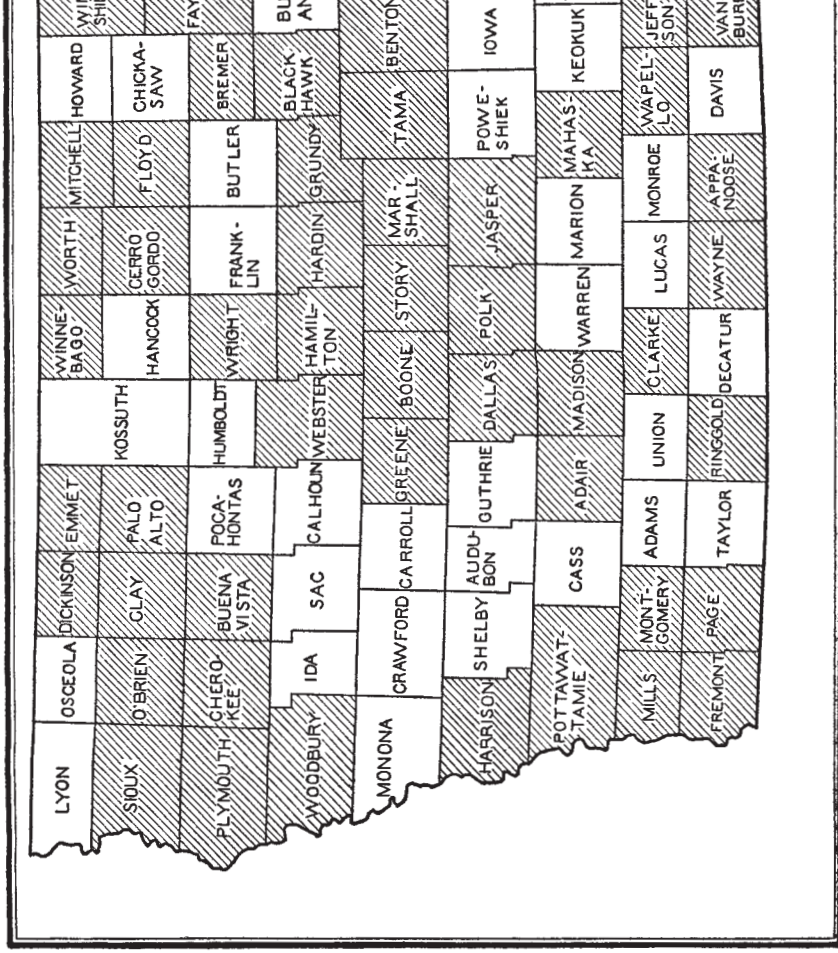 LYON
OSCEOLA
DICKINSON
EMMET
KOSSUTH
WINNE-
BAGO
WORTH
MITCHELL
HOWARD
SIOUX
O'BRIEN
CLAY
PALO
ALTO
HANCOCK
CERRO
GORDO
FLOYD
CHICKA-
SAW
FAY
PLYMOUTH
CHERO-
KEE
BUENA
VISTA
POCA-
HONTAS
HUMBOLDT
WRIGHT
FRANK-
LIN
BUTLER
BREMER
WOODBURY
IDA
SAC
CALHOUN
WEBSTER
HAMIL-
TON
HARDIN
GRUNDY
BLACK
HAWK
BU
AN
MONONA
CRAWFORD
CARROLL
GREENE
BOONE
STORY
MAR-
SHALL
TAMA
BENTON
HARRISON
SHELBY
AUDU-
BON
GUTHRIE
DALLAS
POLK
JASPER
POWE-
SHIEK
IOWA
POTTAWAT-
TAMIE
CASS
ADAIR
MADISON
WARREN
MARION
MAHAS-
KA
KEOKUK
MILLS
MONT-
GOMERY
ADAMS
UNION
CLARKE
LUCAS
MONROE
WAPEL-
LO
JEFF
SON
FREMONT
PAGE
TAYLOR
RINGGOLD
DECATUR
WAYNE
APPA-
NOOSE
DAVIS
VAN
BUR